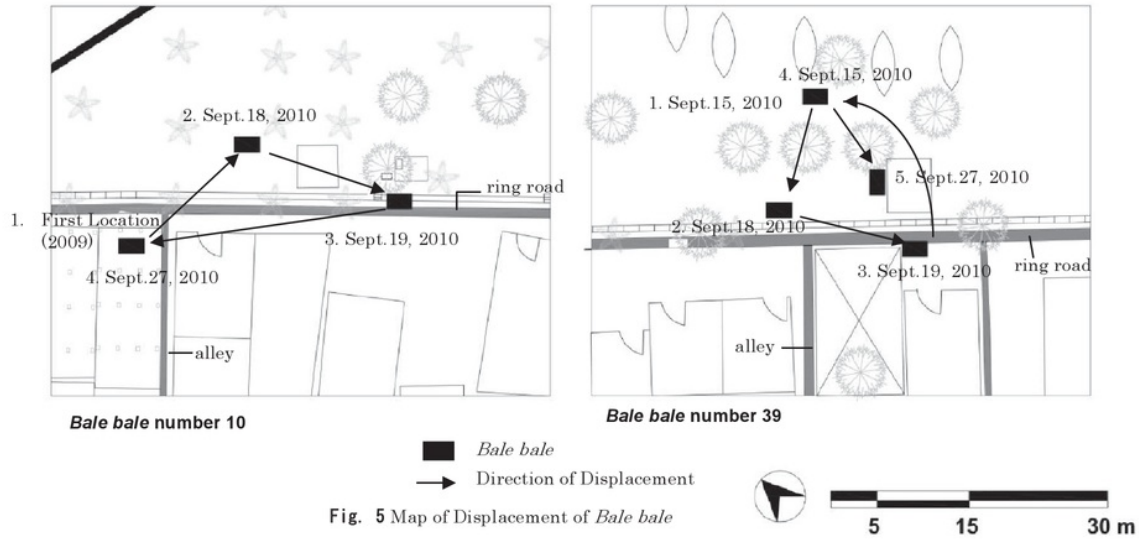 2. Sept.18, 2010
ring road
1. First Location
(2009)
3. Sept.19, 2010
4. Sept.27, 2010
alley
Bale bale number 10
4. Sept.15, 2010
1. Sept.15, 2010
5. Sept.27, 2010
2. Sept.18, 2010
3. Sept.19, 2010
ring road
alley
Bale bale number 39
Bale bale
Direction of Displacement
Fig. 5 Map of Displacement of Bale bale
5 15 30 m